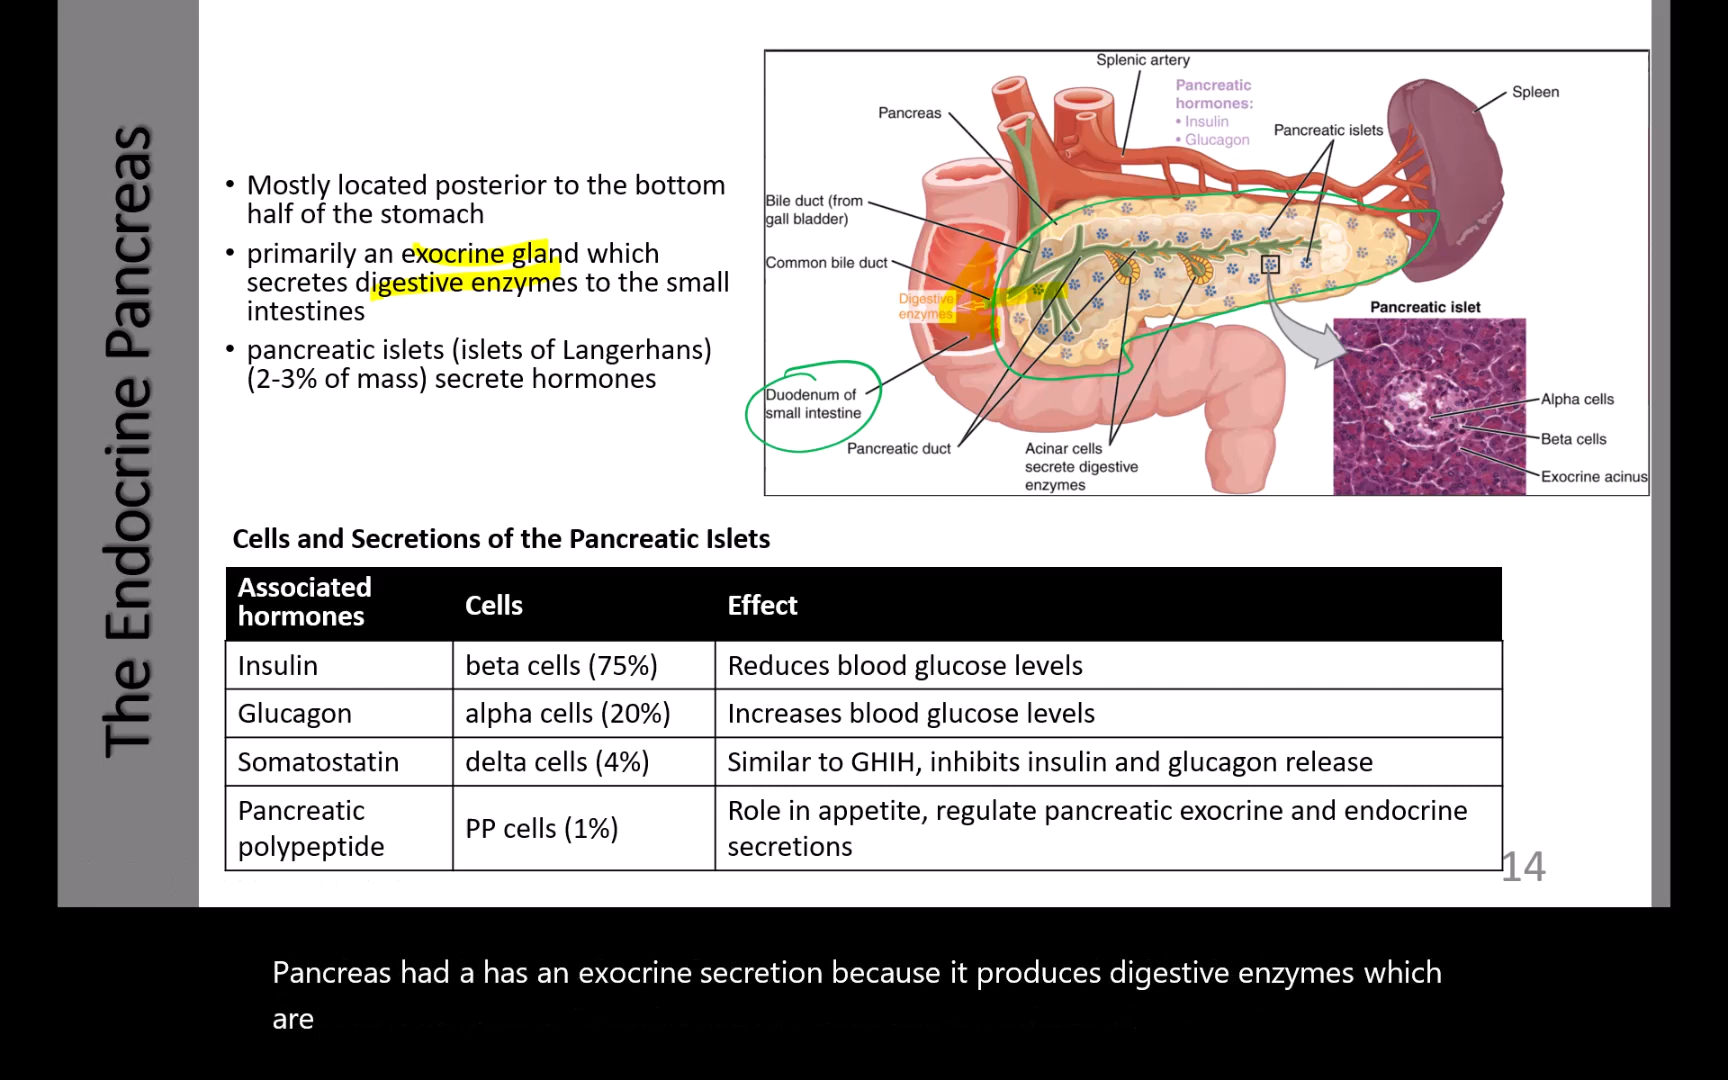 The Endocrine Pancreas
• Mostly located posterior to the bottom
half of the stomach
• primarily an exocrine gland which
secretes digestive enzymes to the small
intestines
• pancreatic islets (islets of Langerhans)
(2-3% of mass) secrete hormones
Splenic artery
Pancreatic
hormones:
• Insulin
• Glucagon
Spleen
Pancreas
Pancreatic islets
Bile duct (from
gall bladder)
Common bile duct
Digestive
enzymes
Pancreatic islet
Duodenum of
small intestine
Alpha cells
Beta cells
Exocrine acinus
Pancreatic duct
Acinar cells
secrete digestive
enzymes
Cells and Secretions of the Pancreatic Islets
Associated
hormones
Cells
Effect
Insulin
beta cells (75%)
Reduces blood glucose levels
Glucagon
alpha cells (20%)
Increases blood glucose levels
Somatostatin
delta cells (4%)
Similar to GHIH, inhibits insulin and glucagon release
Pancreatic
polypeptide
PP cells (1%)
Role in appetite, regulate pancreatic exocrine and endocrine
secretions
14
Pancreas had a has an exocrine secretion because it produces digestive enzymes which
are